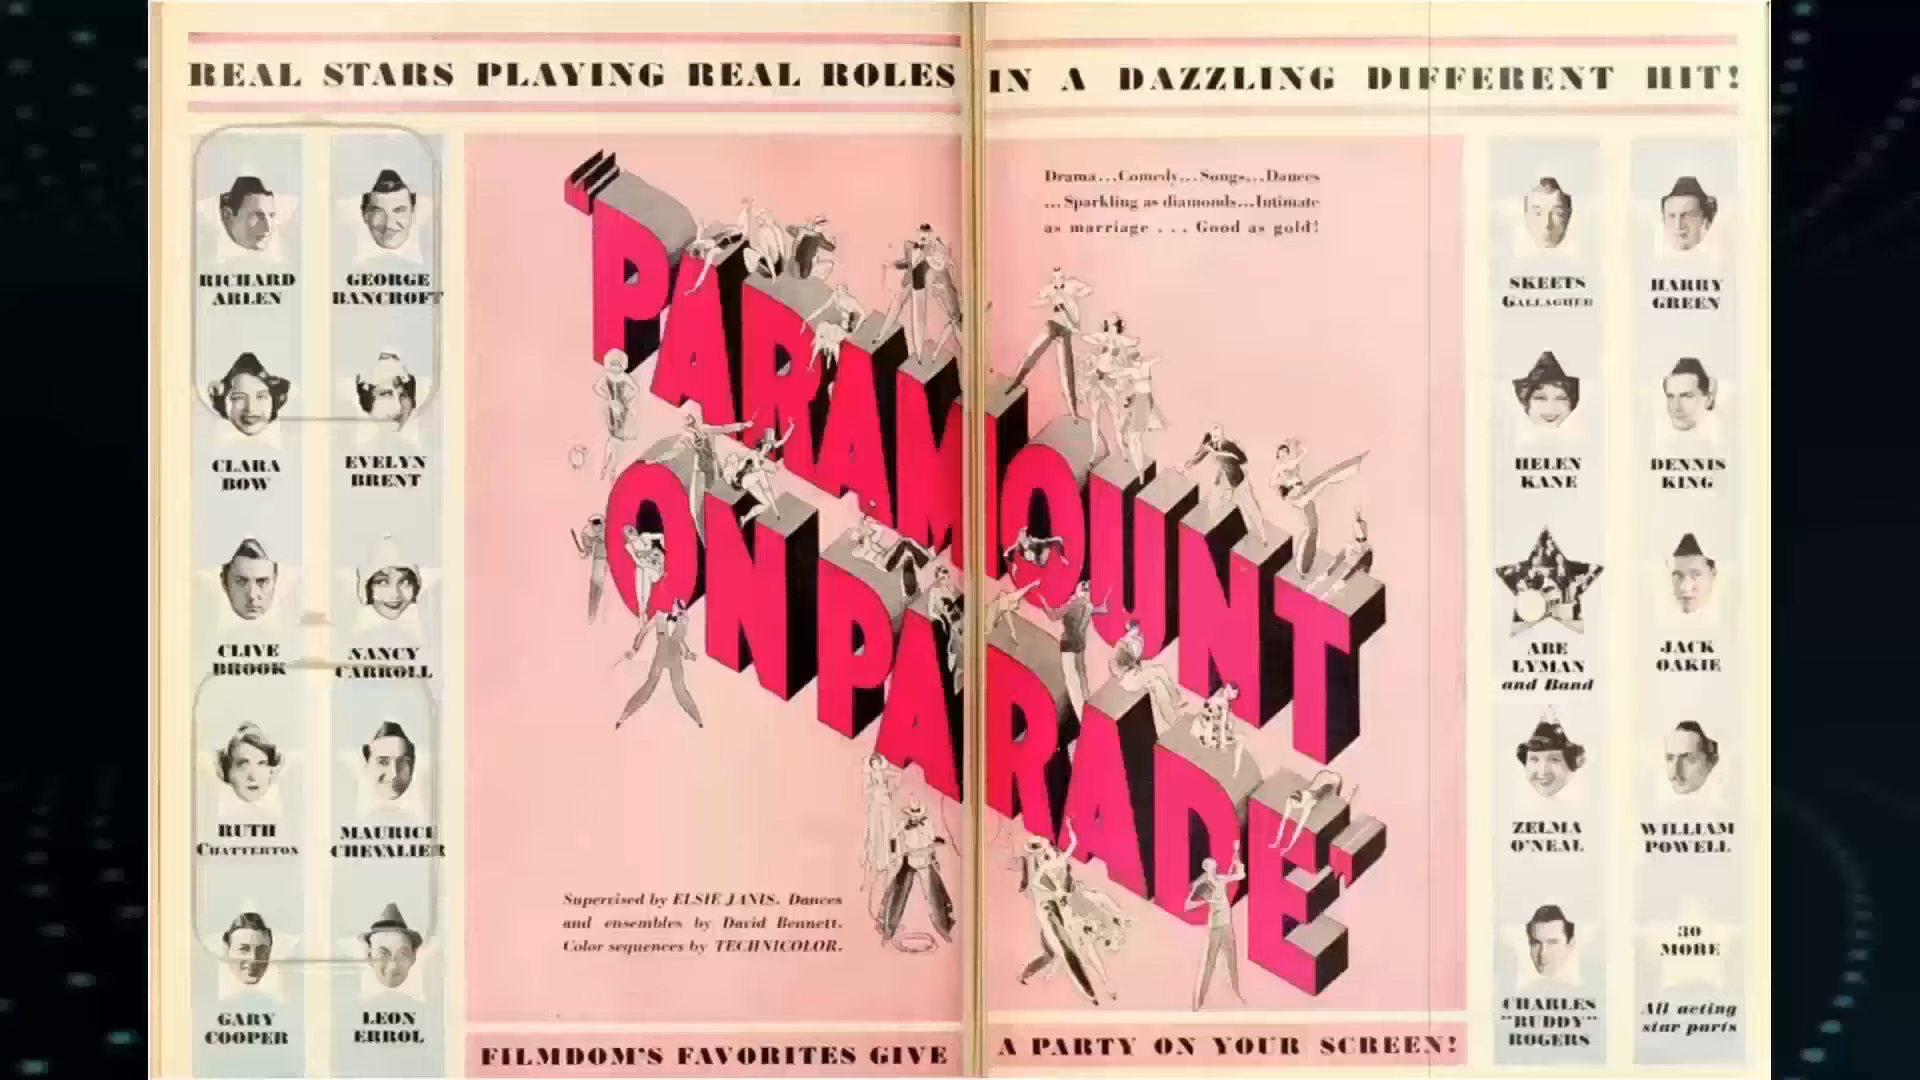 REAL STARS PLAYING REAL ROLES IN A DAZZLING DIFFERENT HIT!
RICHARD
ARLEN
GEORGE
BANCROFT
CLARA
BOW
EVELYN
BRENT
CLIVE
BROOK
NANCY
CARROLL
RUTH
CHATTERTON
MAURICE
CHEVALIER
GARY
COOPER
LEON
ERROL
"PARAMOUNT
ON PARADE"
Drama...Comedy...Songs...Dances
...Sparkling as diamonds...Intimate
as marriage . . . Good as gold!
Supervised by ELSIE JANIS. Dances
and ensembles by David Bennett.
Color sequences by TECHNICOLOR.
SKEETS
GALLAGHER
HARRY
GREEN
HELEN
KANE
DENNIS
KING
ABE
LYMAN
and Band
JACK
OAKIE
ZELMA
O'NEAL
WILLIAM
POWELL
CHARLES
"BUDDY"
ROGERS
30
MORE
All acting
star parts
FILMDOM'S FAVORITES GIVE A PARTY ON YOUR SCREEN!